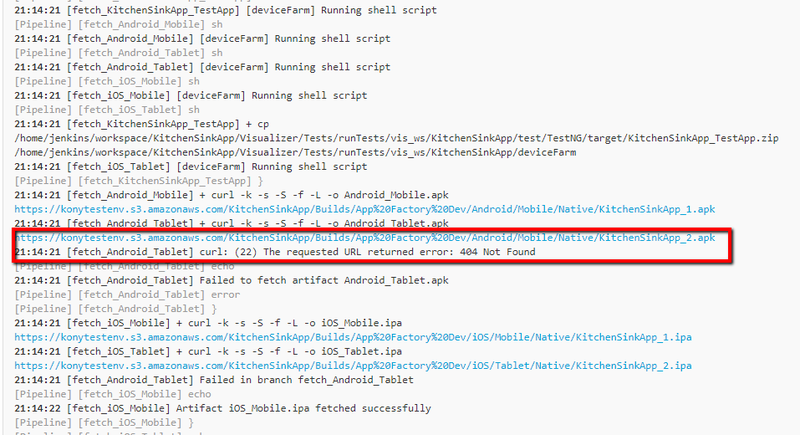 21:14:21 [fetch_KitchenSinkApp_TestApp] [deviceFarm] Running shell script
[Pipeline] [fetch_Android_Mobile] sh
21:14:21 [fetch_Android_Mobile] [deviceFarm] Running shell script
[Pipeline] [fetch_Android_Tablet] sh
21:14:21 [fetch_Android_Tablet] [deviceFarm] Running shell script
[Pipeline] [fetch_iOS_Mobile] sh
21:14:21 [fetch_iOS_Mobile] [deviceFarm] Running shell script
[Pipeline] [fetch_iOS_Tablet] sh
21:14:21 [fetch_KitchenSinkApp_TestApp] + cp
/home/jenkins/workspace/KitchenSinkApp/Visualizer/Tests/runTests/vis_ws/KitchenSinkApp/test/TestNG/target/KitchenSinkApp_TestApp.zip
/home/jenkins/workspace/KitchenSinkApp/Visualizer/Tests/runTests/vis_ws/KitchenSinkApp/deviceFarm
21:14:21 [fetch_iOS_Tablet] [deviceFarm] Running shell script
[Pipeline] [fetch_KitchenSinkApp_TestApp] }
21:14:21 [fetch_Android_Mobile] + curl -k -s -S -f -L -o Android_Mobile.apk
https://konytestenv.s3.amazonaws.com/KitchenSinkApp/Builds/App%20Factory%20Dev/Android/Mobile/Native/KitchenSinkApp_1.apk
21:14:21 [fetch_Android_Tablet] + curl -k -s -S -f -L -o Android_Tablet.apk
https://konytestenv.s3.amazonaws.com/KitchenSinkApp/Builds/App%20Factory%20Dev/Android/Mobile/Native/KitchenSinkApp_2.apk
21:14:21 [fetch_Android_Tablet] curl: (22) The requested URL returned error: 404 Not Found
[Pipeline] [fetch_Android_Tablet] echo
21:14:21 [fetch_Android_Tablet] Failed to fetch artifact Android_Tablet.apk
[Pipeline] [fetch_Android_Tablet] error
[Pipeline] [fetch_Android_Tablet] }
21:14:21 [fetch_iOS_Mobile] + curl -k -s -S -f -L -o iOS_Mobile.ipa
https://konytestenv.s3.amazonaws.com/KitchenSinkApp/Builds/App%20Factory%20Dev/iOS/Mobile/Native/KitchenSinkApp_1.ipa
21:14:21 [fetch_iOS_Tablet] + curl -k -s -S -f -L -o iOS_Tablet.ipa
https://konytestenv.s3.amazonaws.com/KitchenSinkApp/Builds/App%20Factory%20Dev/iOS/Tablet/Native/KitchenSinkApp_2.ipa
21:14:21 [fetch_Android_Tablet] Failed in branch fetch_Android_Tablet
[Pipeline] [fetch_iOS_Mobile] echo
21:14:22 [fetch_iOS_Mobile] Artifact iOS_Mobile.ipa fetched successfully
[Pipeline] [fetch_iOS_Mobile] }
[Pipeline] [fetch_iOS_Tablet]